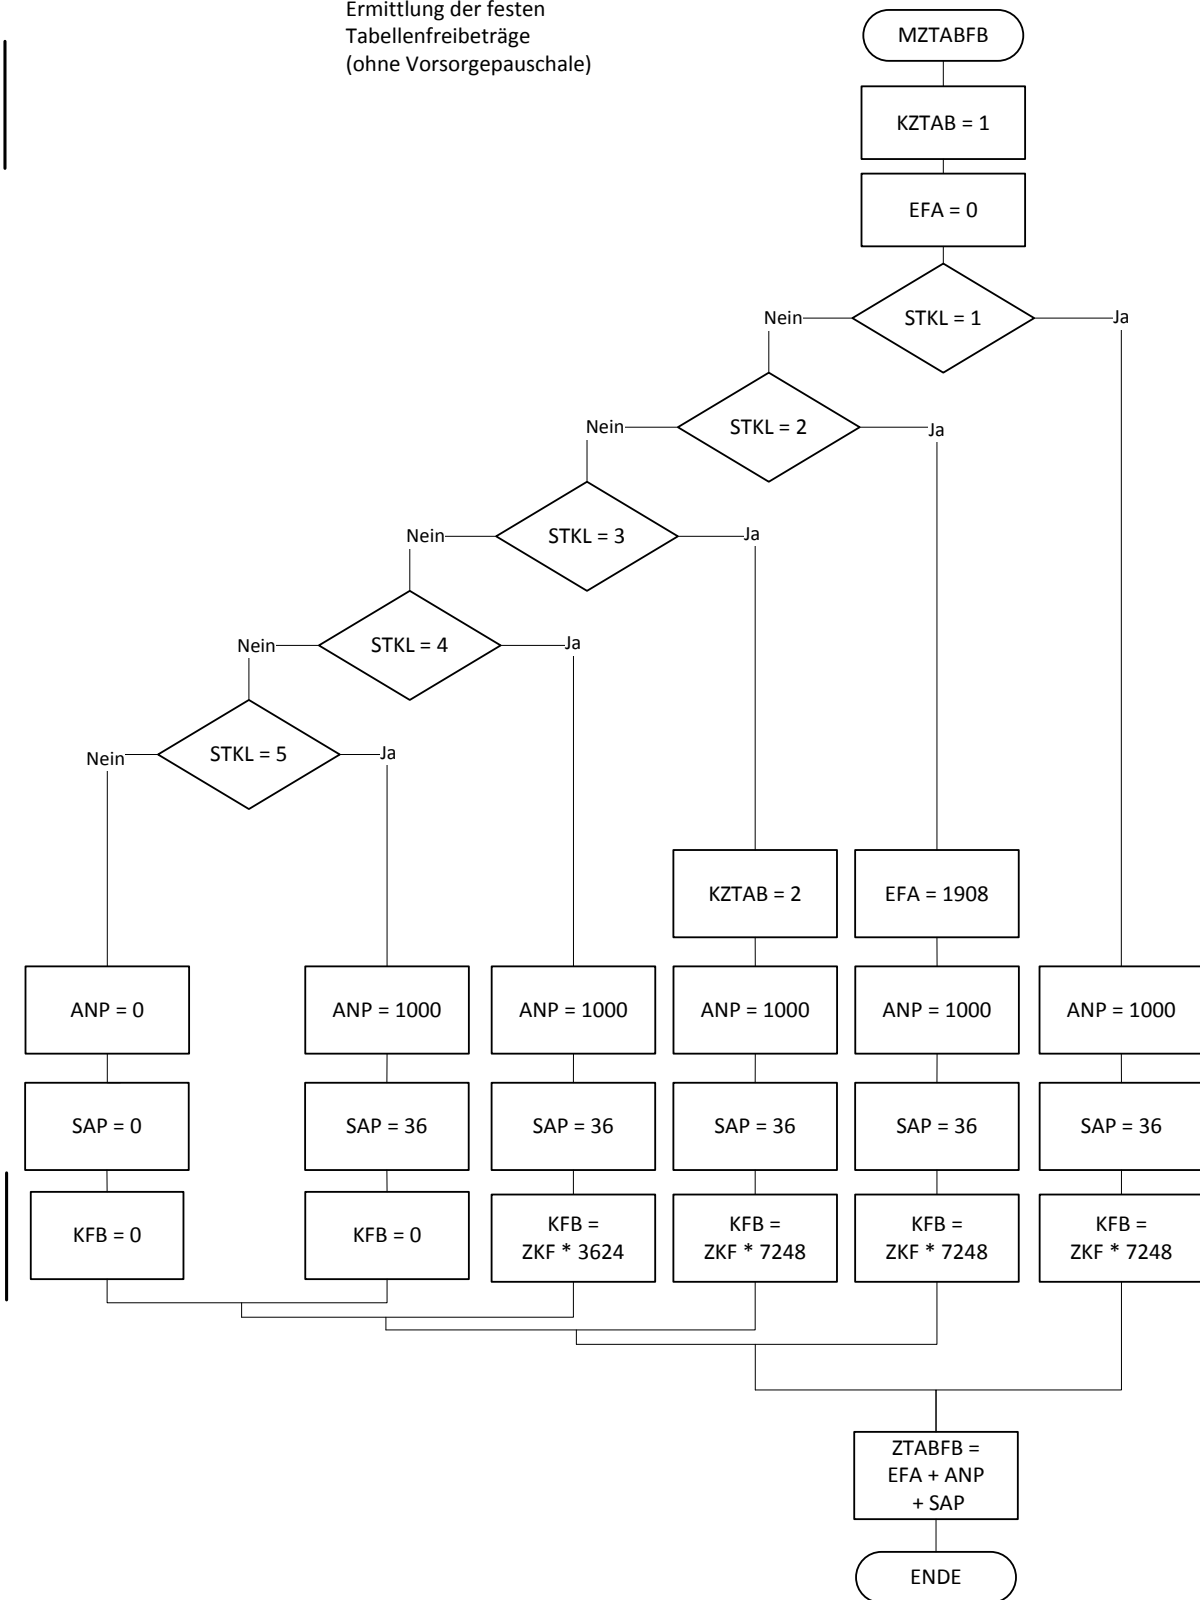 Ermittlung der festen
Tabellenfreibeträge
(ohne Vorsorgepauschale)
MZTABFB
KZTAB = 1
EFA = 0
STKL = 1
Nein
Ja
STKL = 2
Nein
Ja
STKL = 3
Nein
Ja
STKL = 4
Nein
Ja
STKL = 5
Nein
Ja
KZTAB = 2
EFA = 1908
ANP = 0
ANP = 1000
ANP = 1000
ANP = 1000
ANP = 1000
ANP = 1000
SAP = 0
SAP = 36
SAP = 36
SAP = 36
SAP = 36
SAP = 36
KFB = 0
KFB = 0
KFB =
ZKF * 3624
KFB =
ZKF * 7248
KFB =
ZKF * 7248
KFB =
ZKF * 7248
ZTABFB =
EFA + ANP
+ SAP
ENDE